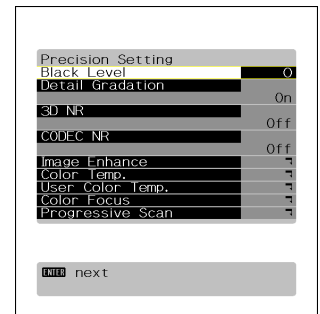 Precision Setting
Black Level 0
Detail Gradation
On
3D NR
Off
CODEC NR
Off
Image Enhance
Color Temp.
User Color Temp.
Color Focus
Progressive Scan
ENTER next